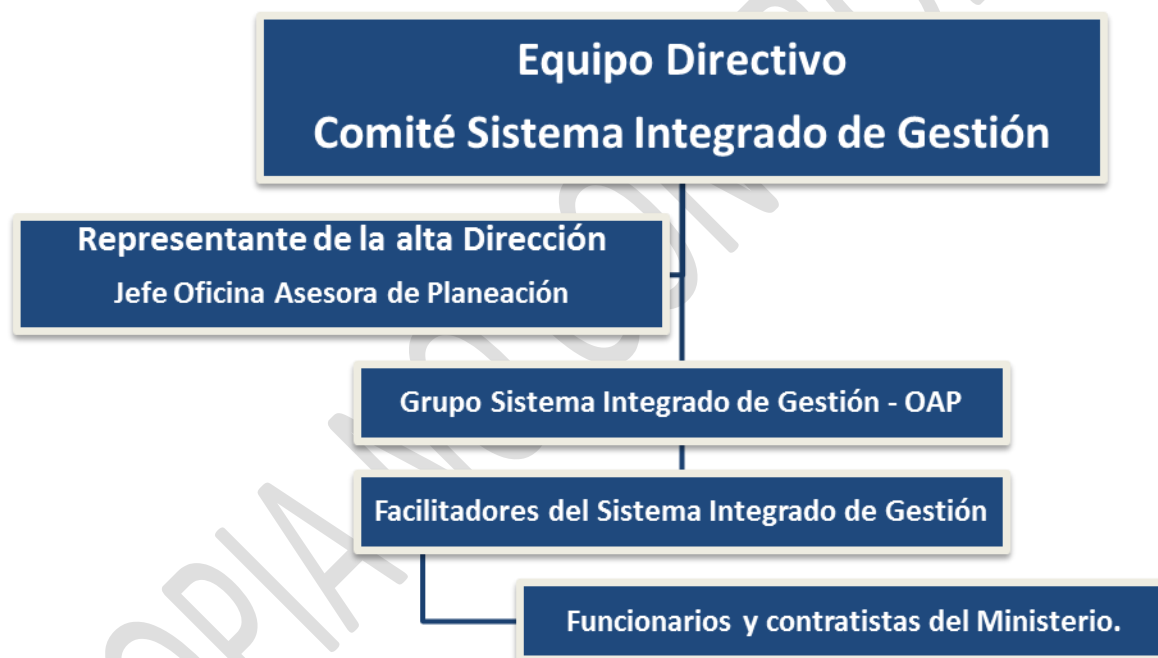 Equipo Directivo
Comité Sistema Integrado de Gestión
Representante de la alta Dirección
Jefe Oficina Asesora de Planeación
Grupo Sistema Integrado de Gestión - OAP
Facilitadores del Sistema Integrado de Gestión
Funcionarios y contratistas del Ministerio.